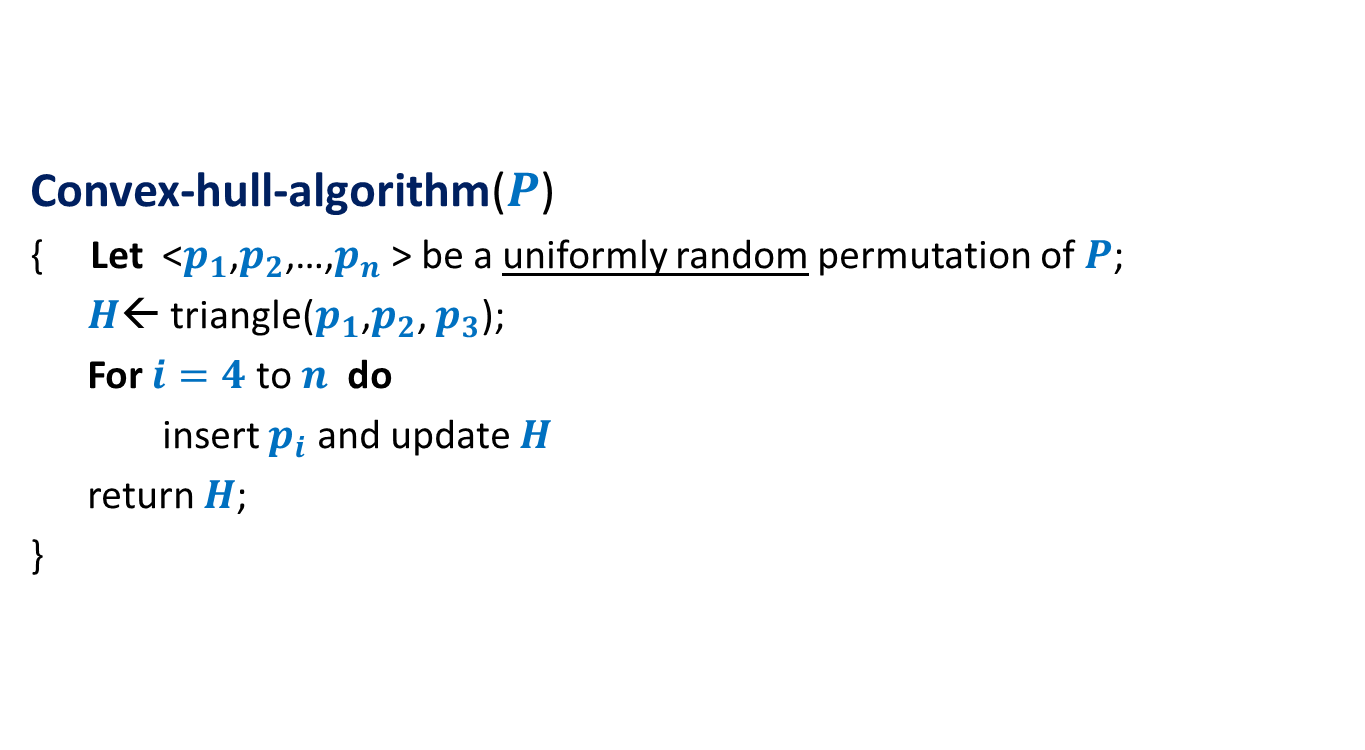 Convex-hull-algorithm(P)
{ Let <p₁,p₂,…,pₙ > be a uniformly random permutation of P;
H← triangle(p₁,p₂, p₃);
For i = 4 to n do
insert pᵢ and update H
return H;
}